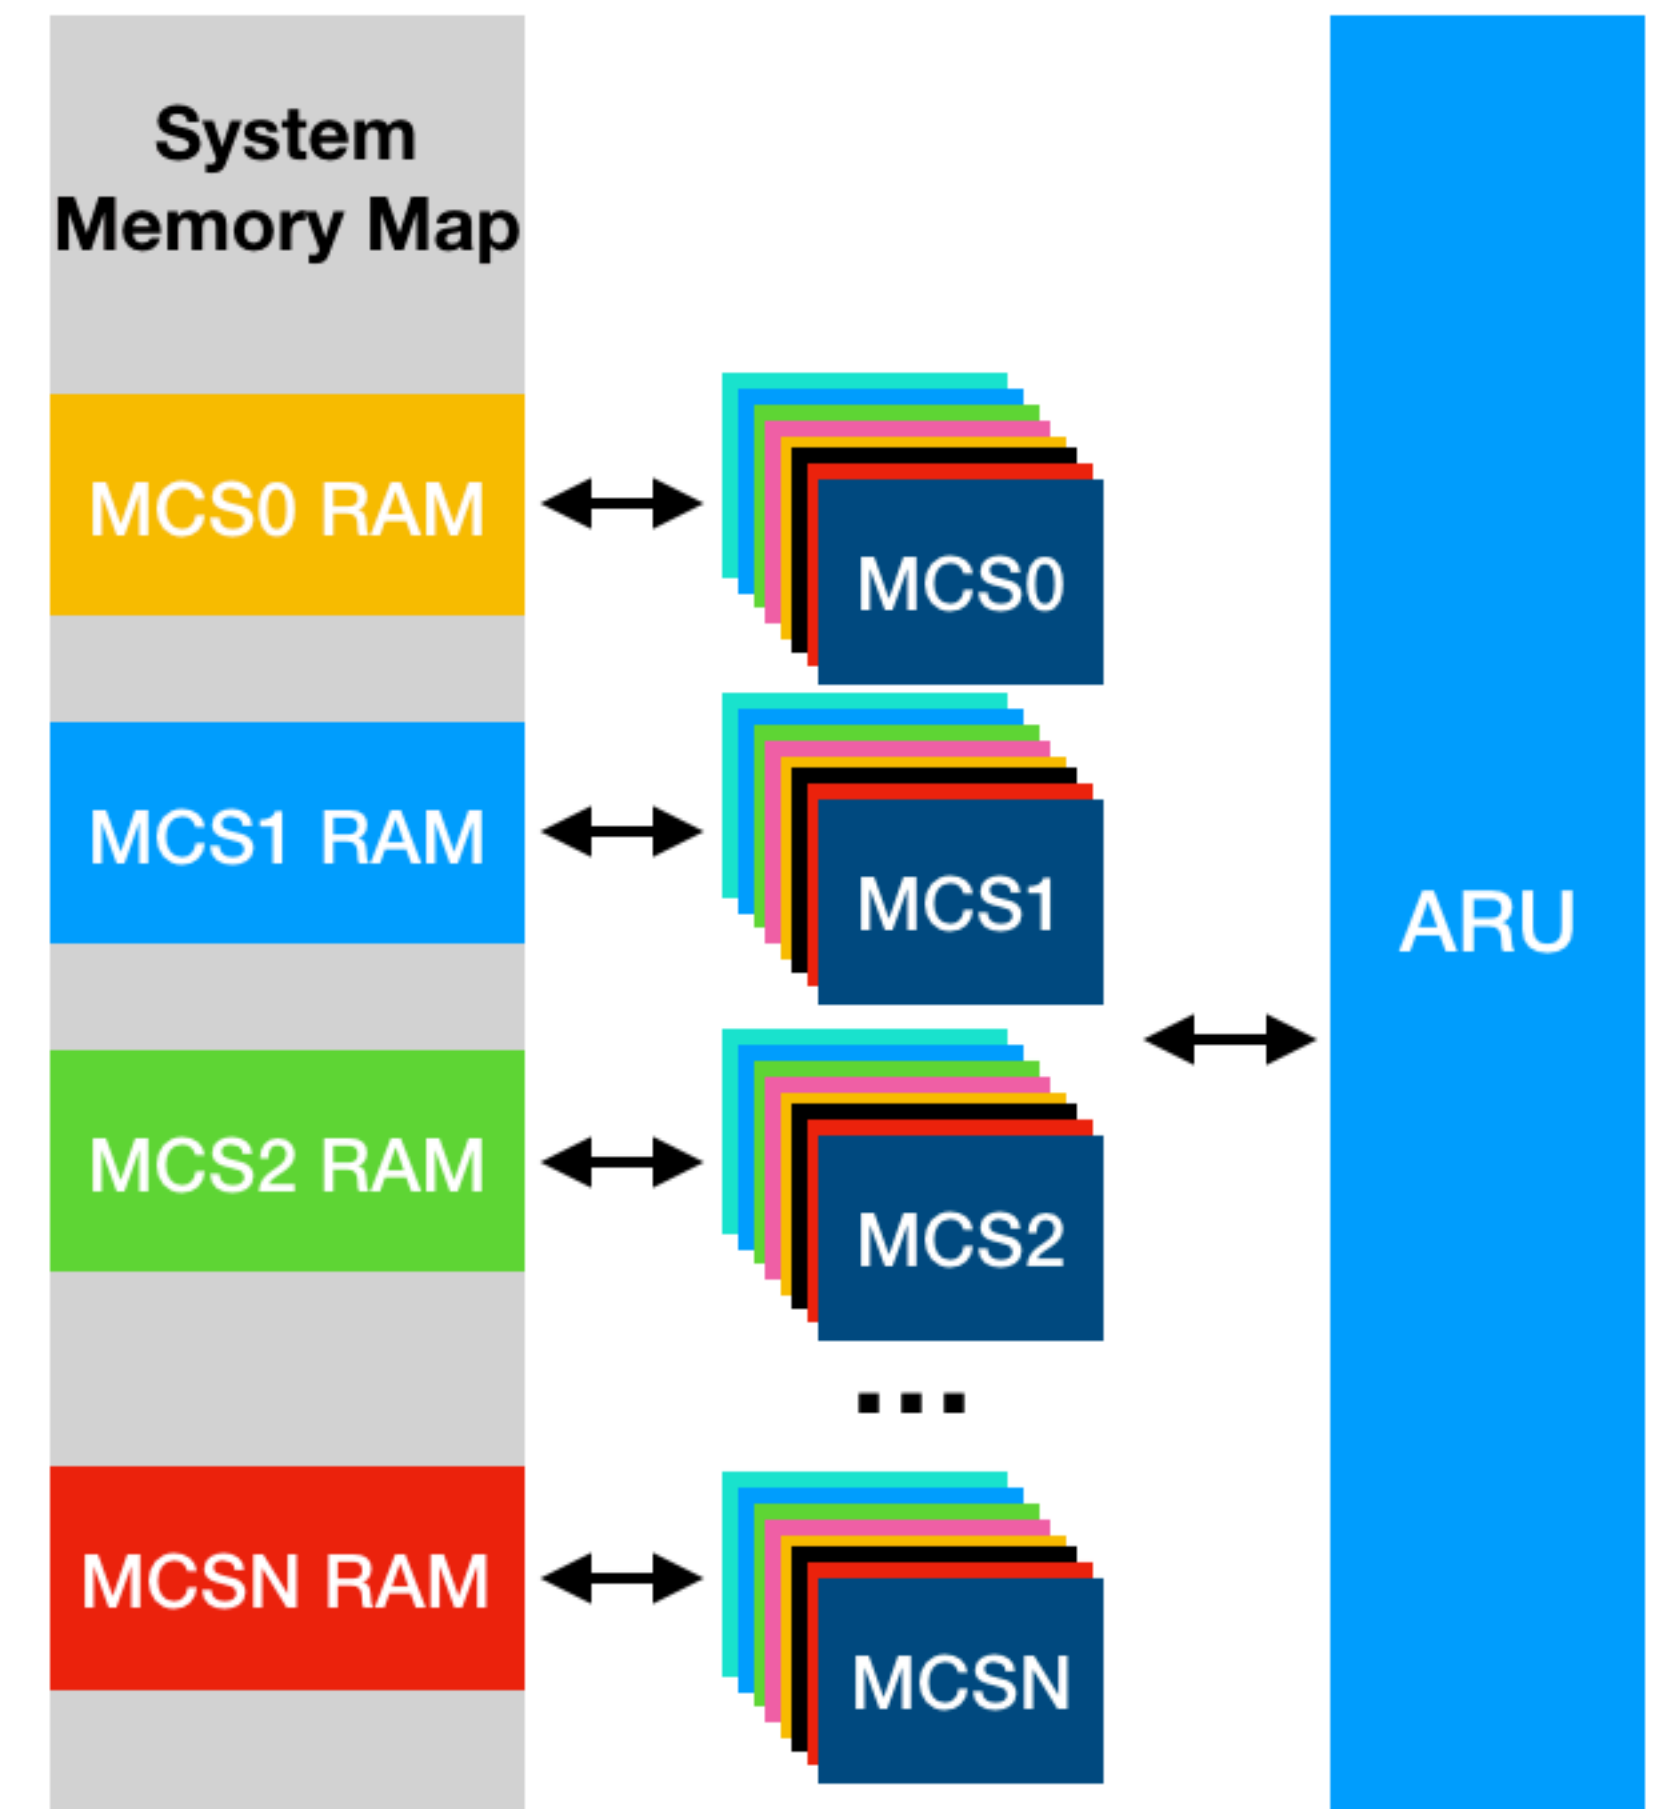 System
Memory Map
MCS0 RAM
MCS0
MCS1 RAM
MCS1
ARU
MCS2 RAM
MCS2
...
MCSN RAM
MCSN